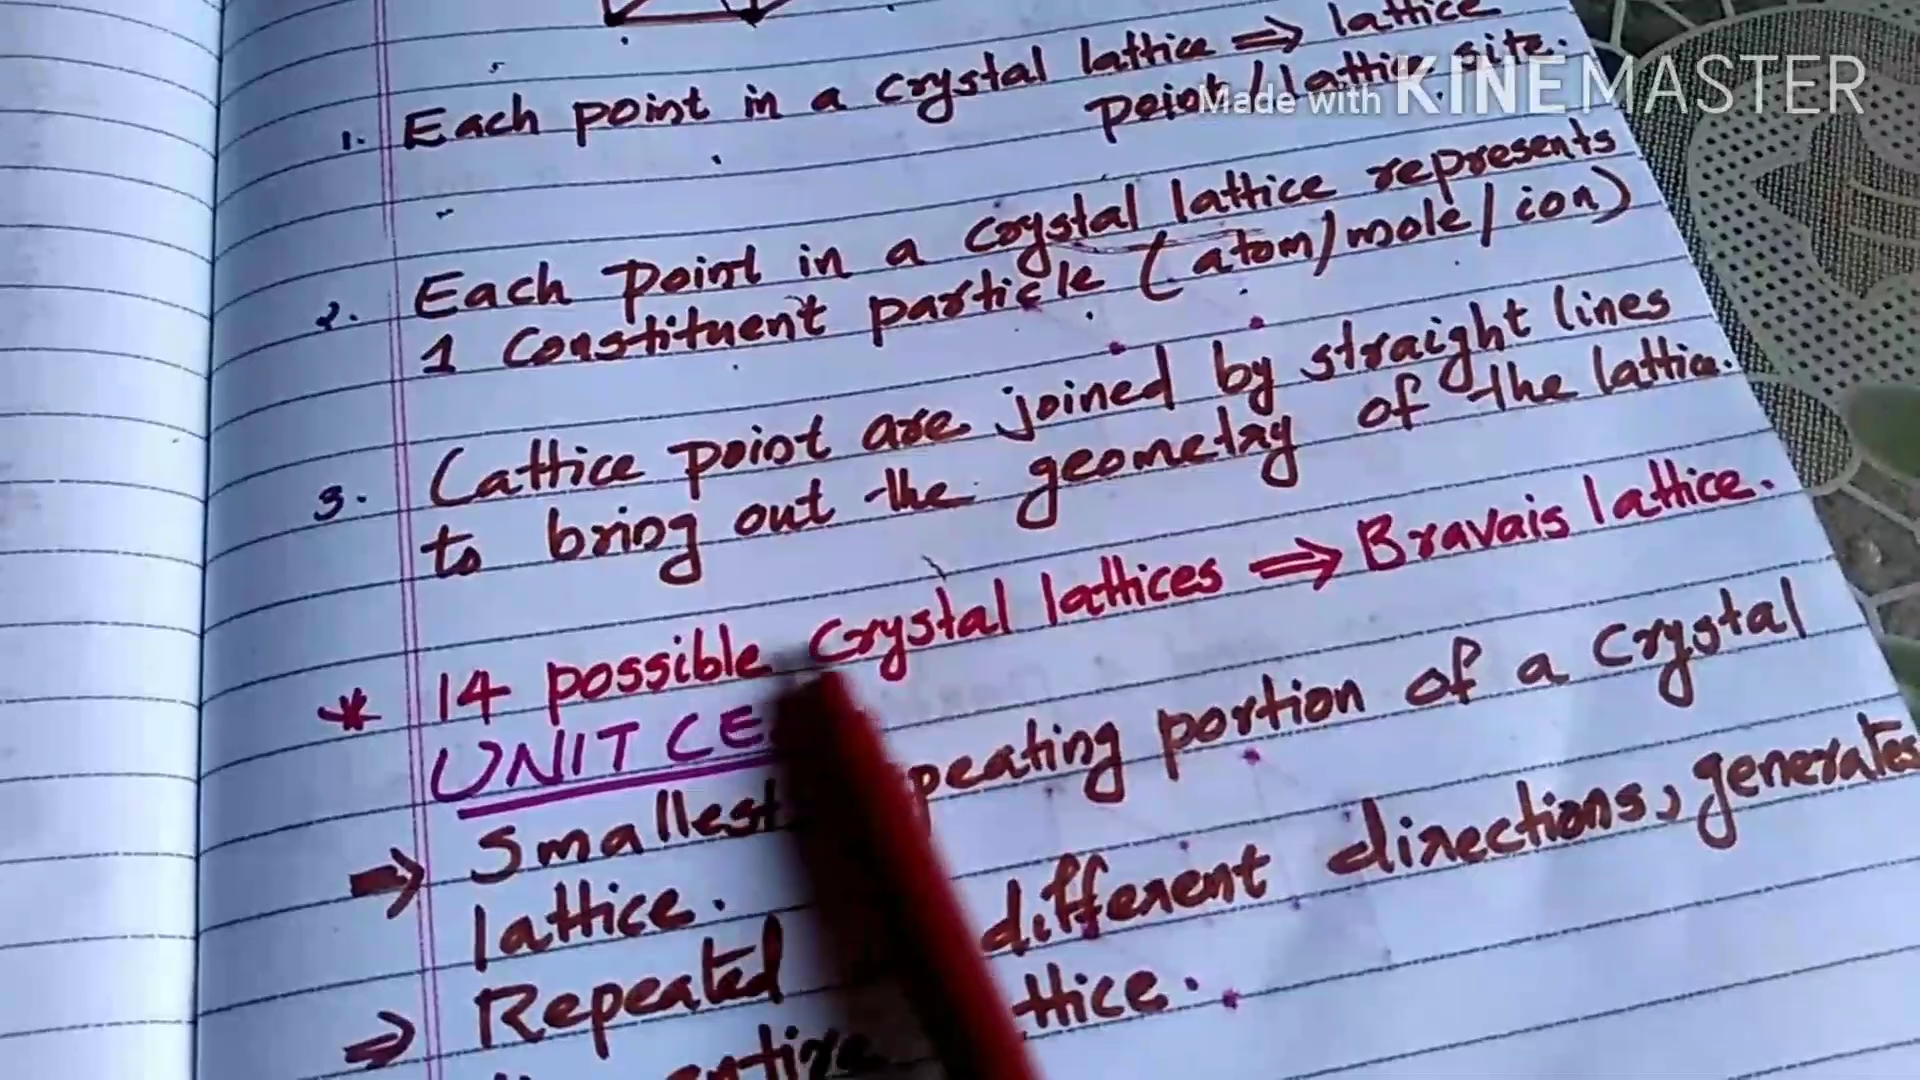 1. Each point in a crystal lattice ⇒ lattice
point/lattice site.
Made with KINEMASTER
2. Each point in a crystal lattice represents
1 Constituent particle (atom/mole/ion)
3. Lattice point are joined by straight lines
to bring out the geometry of the lattice.
* 14 possible Crystal lattices ⇒ Bravais lattice.
UNIT CE
⇒ Smallest peating portion of a crystal
lattice.
⇒ Repeated different directions, generates
entire ttice.